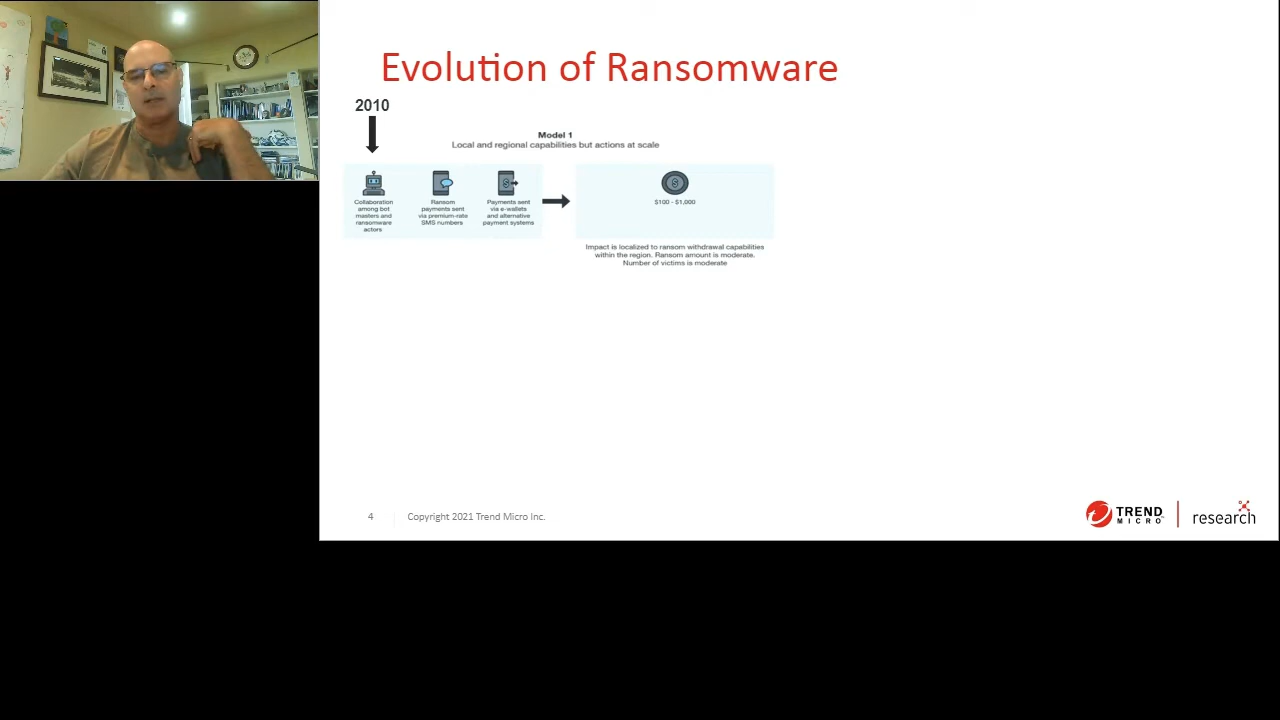 Evolution of Ransomware
2010
Model 1
Local and regional capabilities but actions at scale
Collaboration
among bot
masters and
ransomware
actors
Ransom
payments sent
via premium-rate
SMS numbers
Payments sent
via e-wallets
and alternative
payment systems
$100 - $1,000
Impact is localized to ransom withdrawal capabilities
within the region. Ransom amount is moderate.
Number of victims is moderate
4
Copyright 2021 Trend Micro Inc.
TREND
MICRO
research